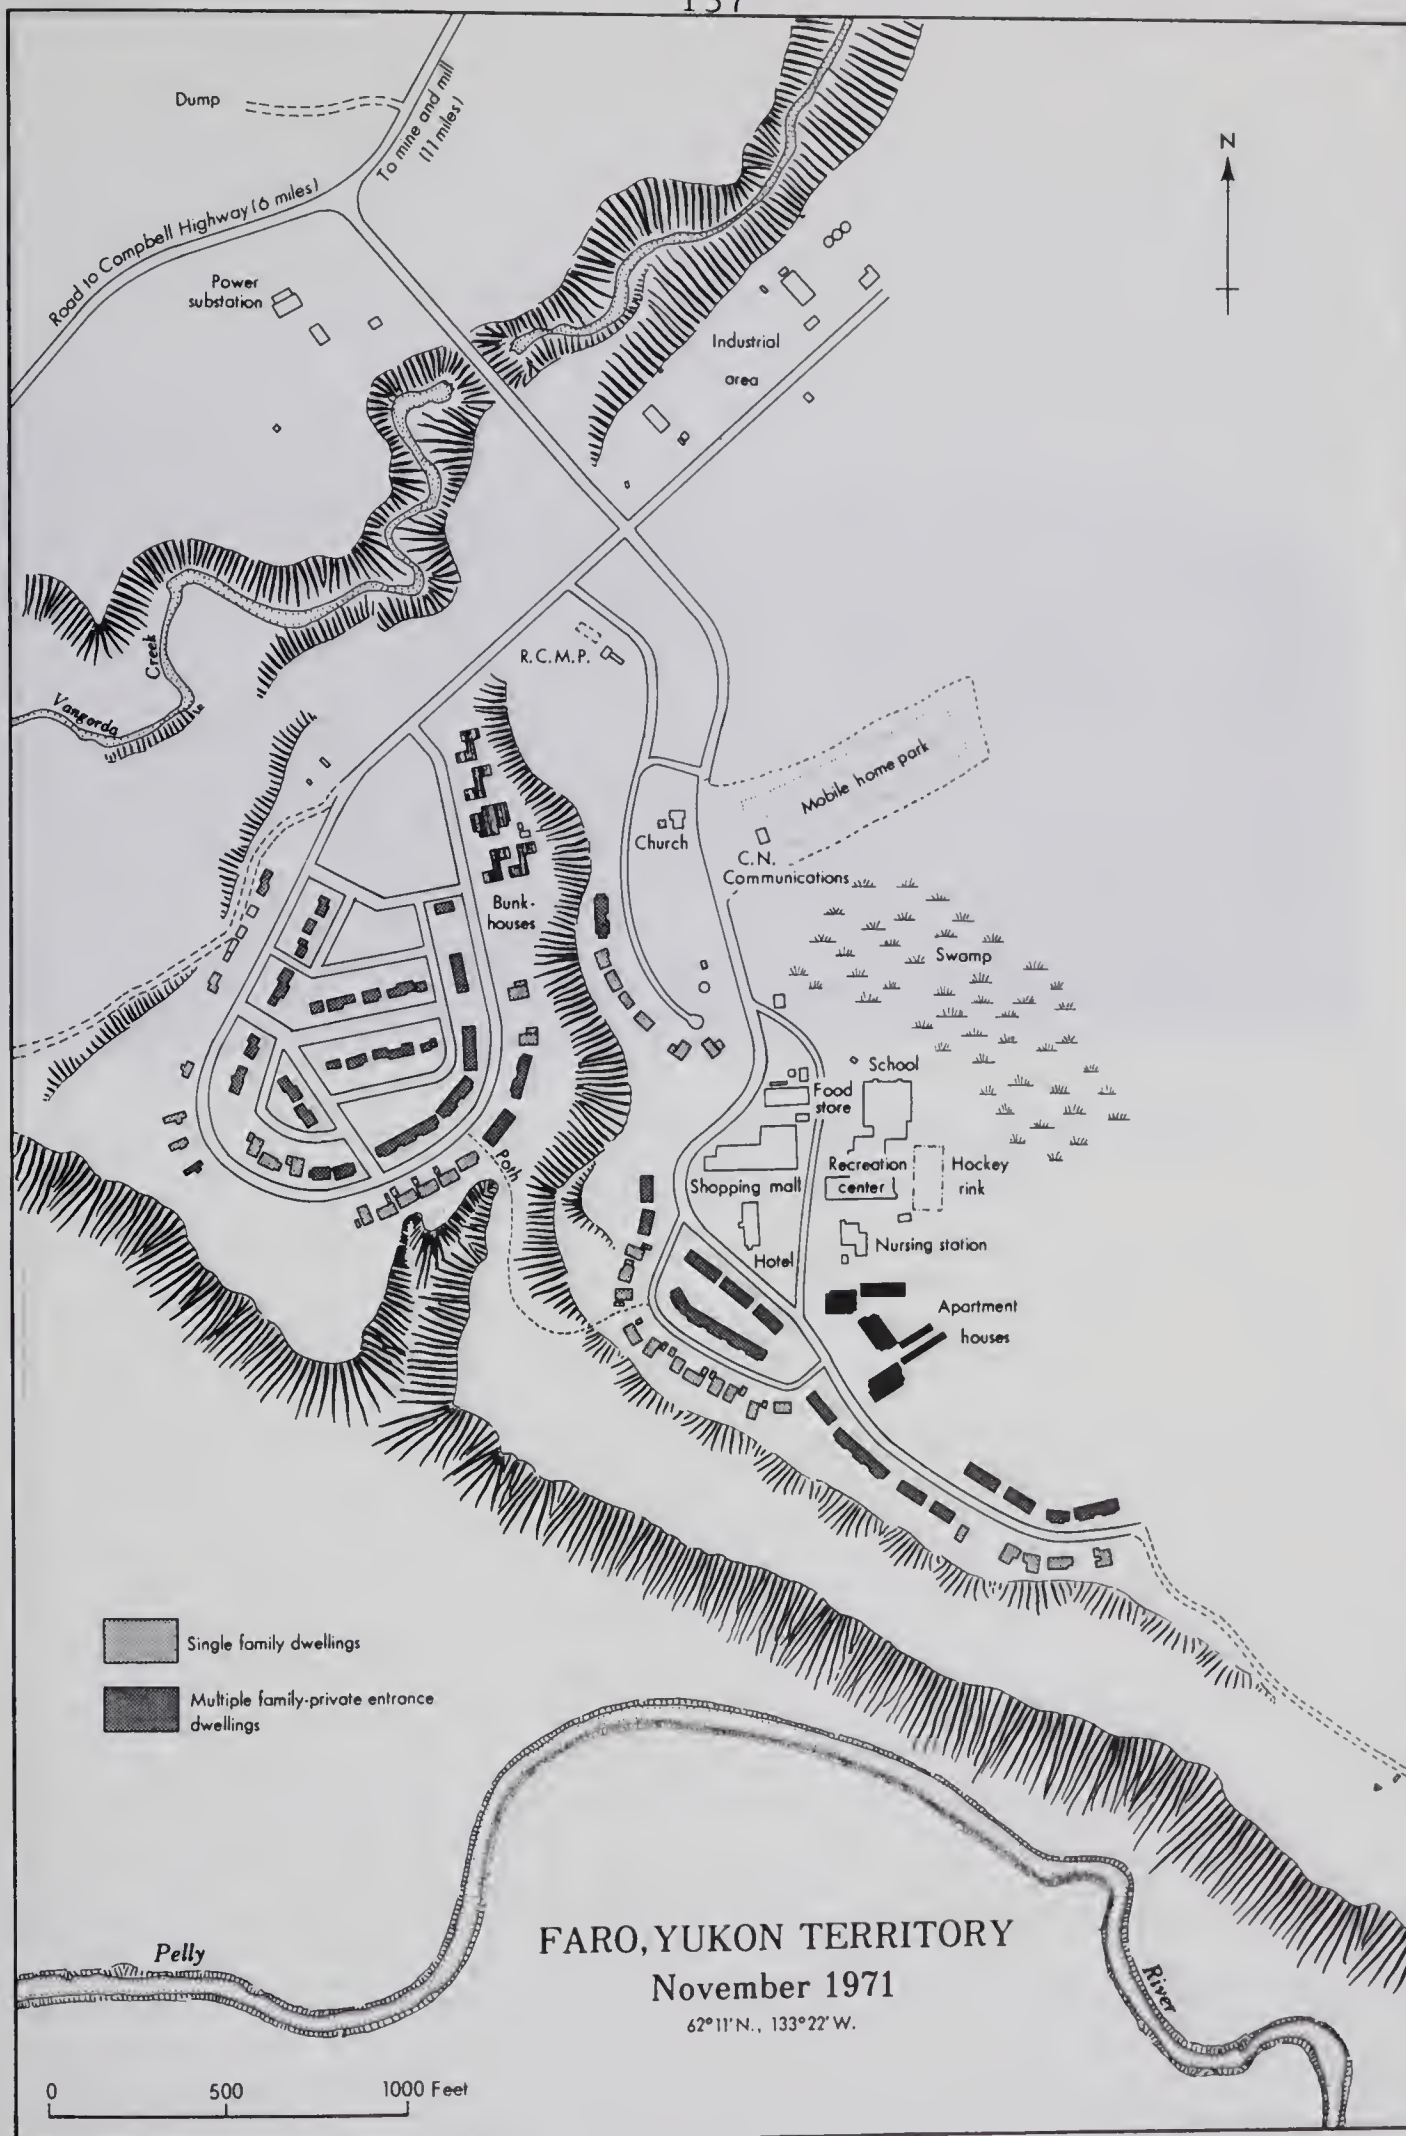 137
Dump
To mine and mill
(11 miles)
N
Road to Campbell Highway (6 miles)
Power
substation
Industrial
area
R.C.M.P.
Creek
Vangorda
Mobile home park
Church
C.N.
Communications
Bunk-
houses
Swamp
School
Food
store
Path
Recreation
center
Hockey
rink
Shopping mall
Nursing station
Hotel
Apartment
houses
Single family dwellings
Multiple family-private entrance
dwellings
Pelly
River
FARO, YUKON TERRITORY
November 1971
62°11'N., 133°22'W.
0 500 1000 Feet